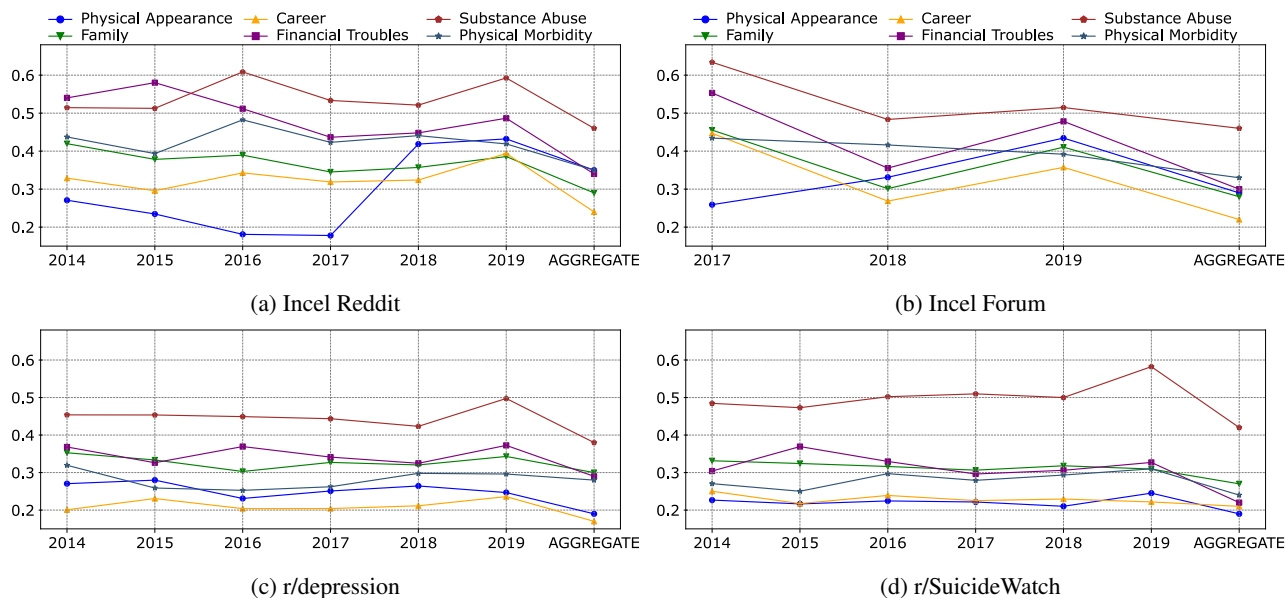 Physical Appearance Career Substance Abuse
Family Financial Troubles Physical Morbidity
0.6
0.5
0.4
0.3
0.2
2014 2015 2016 2017 2018 2019 AGGREGATE
(a) Incel Reddit
Physical Appearance Career Substance Abuse
Family Financial Troubles Physical Morbidity
0.6
0.5
0.4
0.3
0.2
2017 2018 2019 AGGREGATE
(b) Incel Forum
0.6
0.5
0.4
0.3
0.2
2014 2015 2016 2017 2018 2019 AGGREGATE
(c) r/depression
0.6
0.5
0.4
0.3
0.2
2014 2015 2016 2017 2018 2019 AGGREGATE
(d) r/SuicideWatch